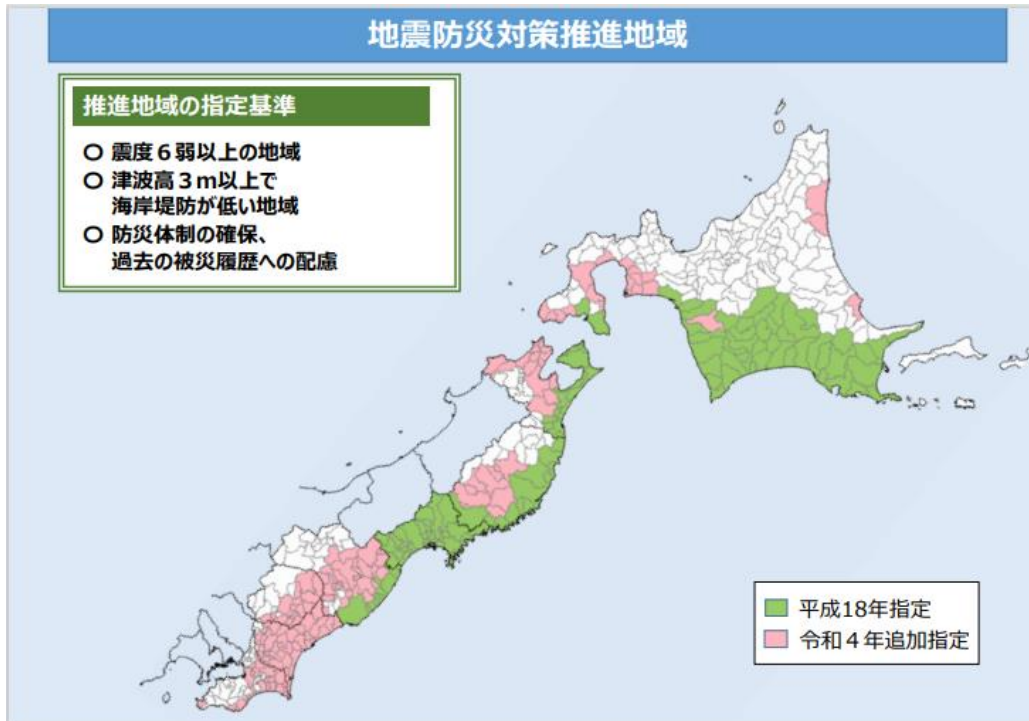 地震防災対策推進地域
推進地域の指定基準
〇 震度６弱以上の地域
〇 津波高３ｍ以上で
海岸堤防が低い地域
〇 防災体制の確保、
過去の被災履歴への配慮
平成18年指定
令和４年追加指定